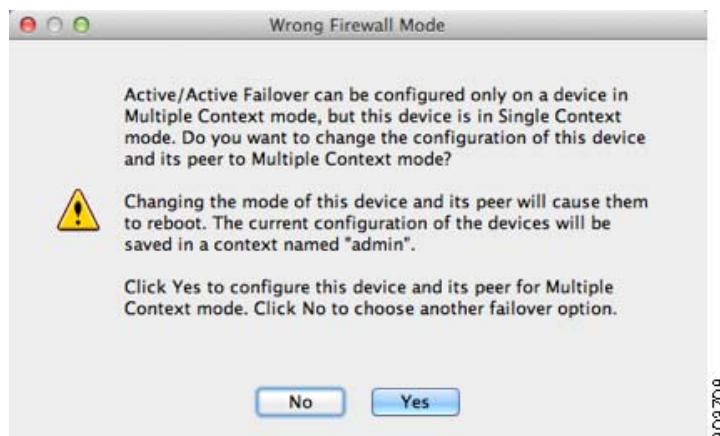 Wrong Firewall Mode
Active/Active Failover can be configured only on a device in
Multiple Context mode, but this device is in Single Context
mode. Do you want to change the configuration of this device
and its peer to Multiple Context mode?
Changing the mode of this device and its peer will cause them
to reboot. The current configuration of the devices will be
saved in a context named "admin".
Click Yes to configure this device and its peer for Multiple
Context mode. Click No to choose another failover option.
No
Yes